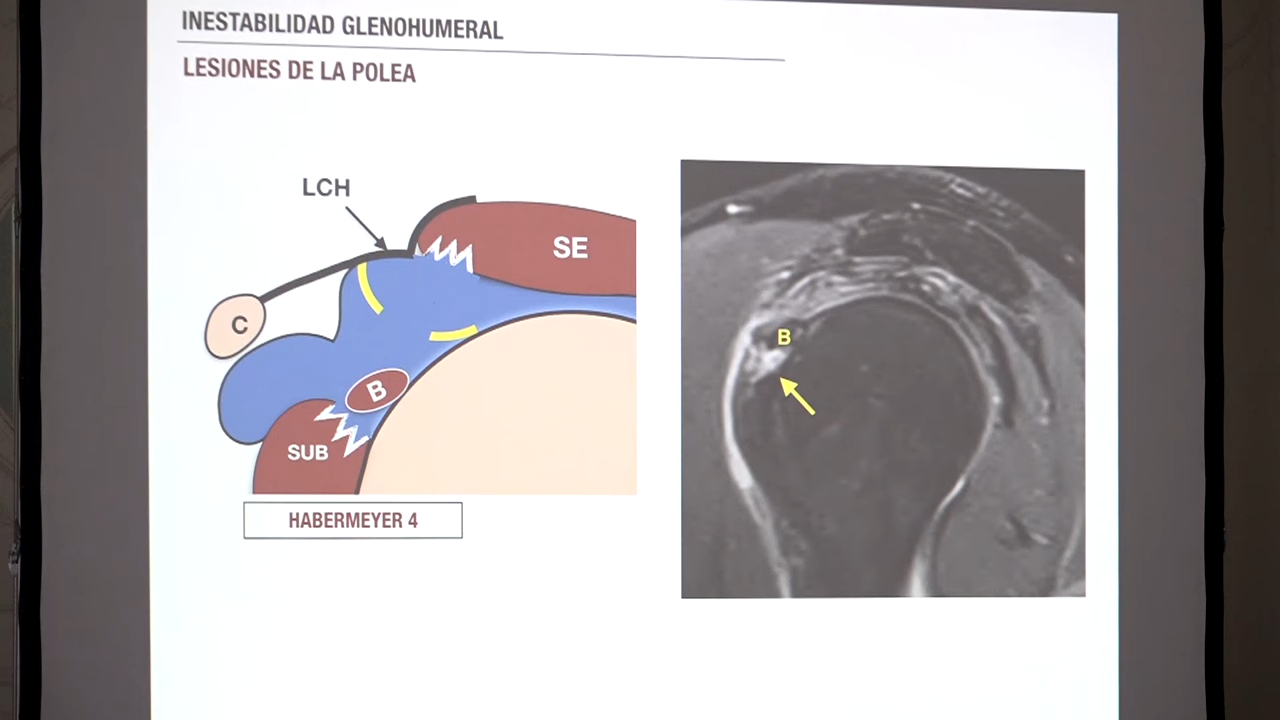 INESTABILIDAD GLENOHUMERAL
LESIONES DE LA POLEA
LCH
SE
C
B
SUB
HABERMEYER 4
B